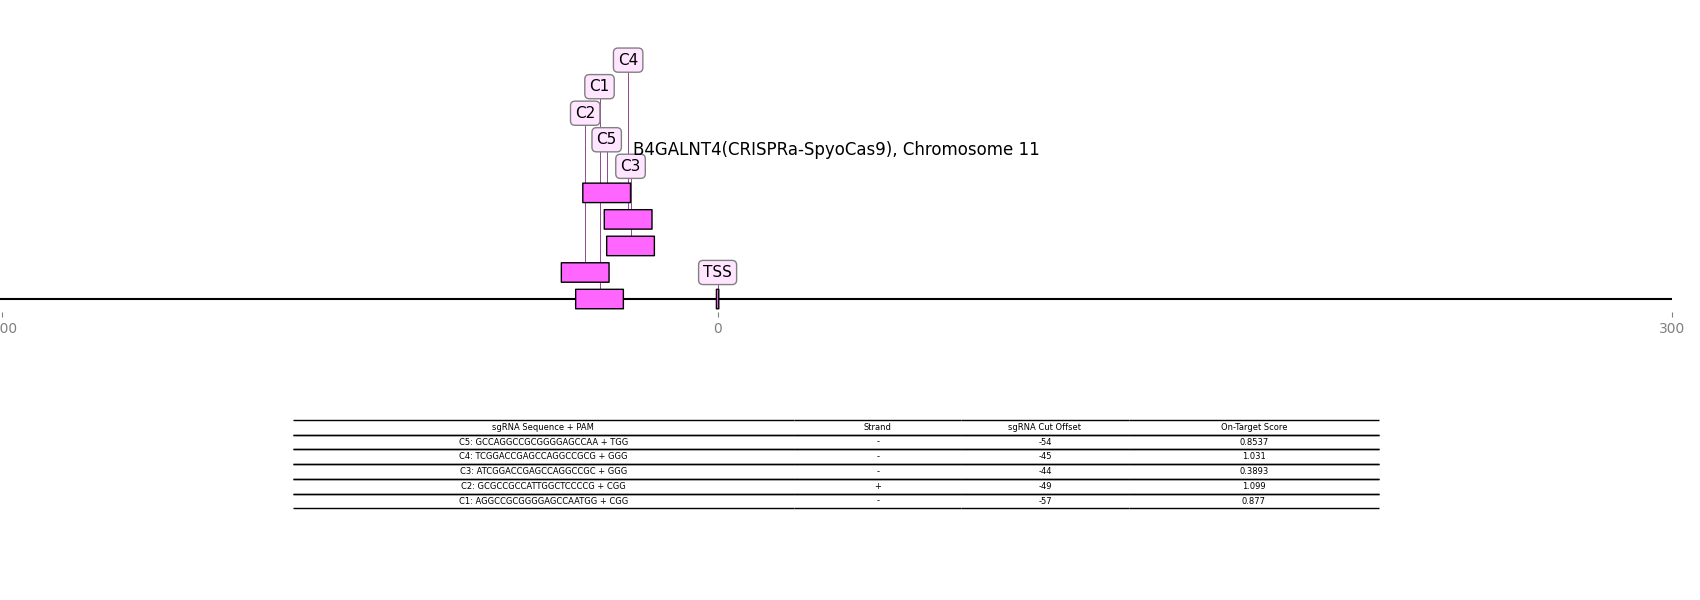 C4
C1
C2
C5
B4GALNT4(CRISPRa-SpyoCas9), Chromosome 11
C3
TSS
00 0 300
sgRNA Sequence + PAM Strand sgRNA Cut Offset On-Target Score
C5: GCCAGGCCGCGGGGAGCCAA + TGG - -54 0.8537
C4: TCGGACCGAGCCAGGCCGCG + GGG - -45 1.031
C3: ATCGGACCGAGCCAGGCCGC + GGG - -44 0.3893
C2: GCGCCGCCATTGGCTCCCCG + CGG + -49 1.099
C1: AGGCCGCGGGGAGCCAATGG + CGG - -57 0.877